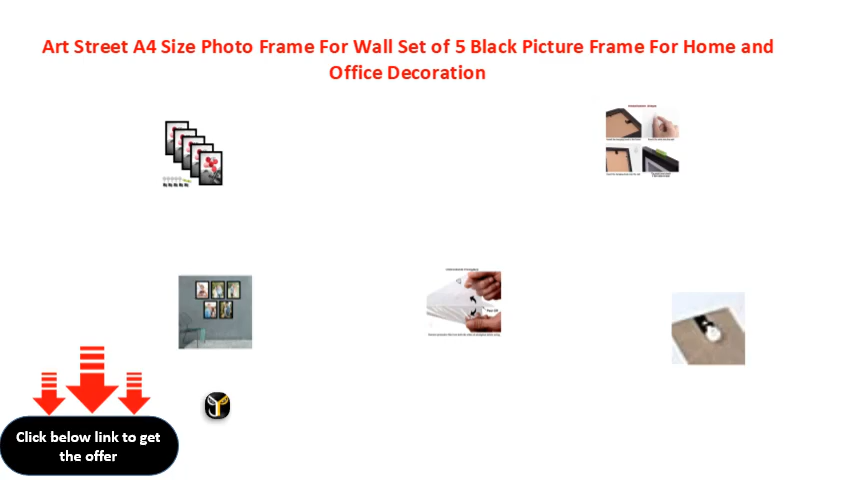 Art Street A4 Size Photo Frame For Wall Set of 5 Black Picture Frame For Home and
Office Decoration
Click below link to get
the offer